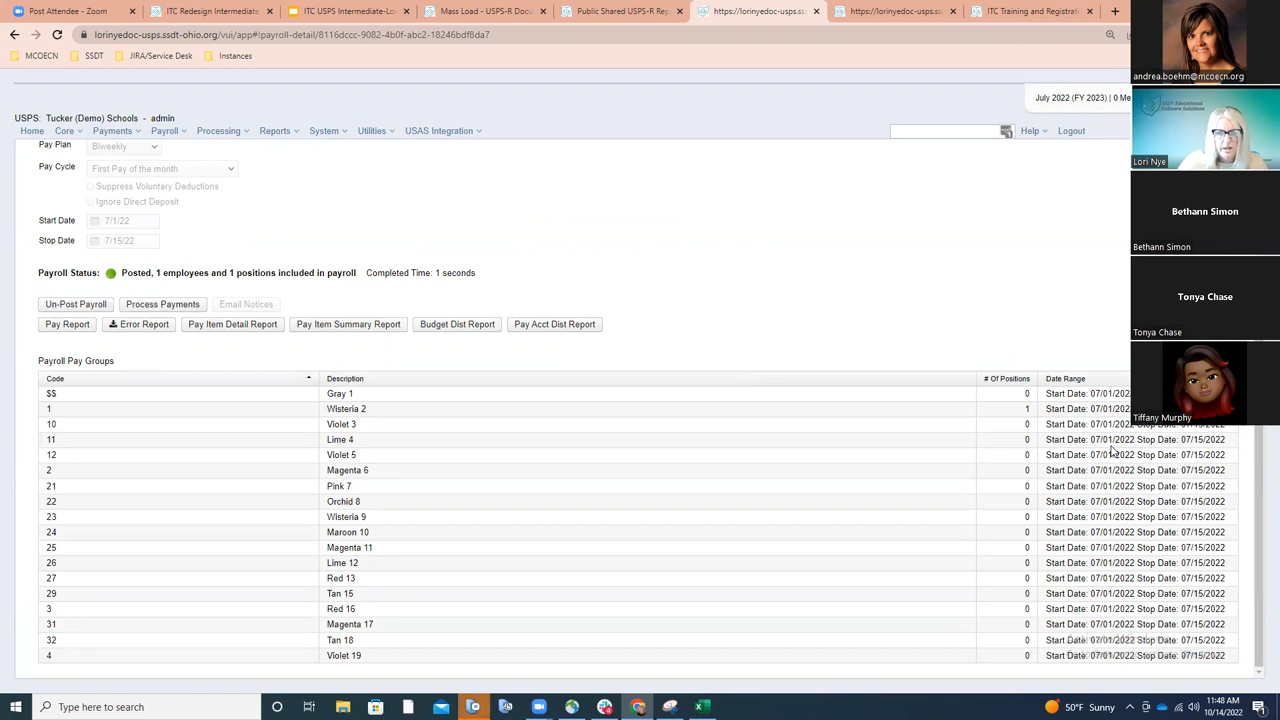 Post Attendee - Zoom
ITC Redesign Intermediate
ITC USPS Intermediate-Lo
Mass Load - USPS-R Docu
Public Shared USPS-R Rep
https://lorinyedoc-usps.ss
https://lorinyedoc-usps.ss
ITC Training and Registrati
lorinyedoc-usps.ssdt-ohio.org/vui/app#!payroll-detail/8116dccc-9082-4b0f-abc2-18246bdf8da7
MCOECN
SSDT
JIRA/Service Desk
Instances
andrea.boehm@mcoecn.org
July 2022 (FY 2023) | 0 Me
USPS: Tucker (Demo) Schools - admin
Home Core Payments Payroll Processing Reports System Utilities USAS Integration Help Logout
Pay Plan Biweekly
Pay Cycle First Pay of the month
Suppress Voluntary Deductions
Ignore Direct Deposit
Start Date 7/1/22
Stop Date 7/15/22
Lori Nye
Bethann Simon
Bethann Simon
Tonya Chase
Tonya Chase
Tiffany Murphy
Payroll Status: Posted, 1 employees and 1 positions included in payroll Completed Time: 1 seconds
Un-Post Payroll Process Payments Email Notices
Pay Report Error Report Pay Item Detail Report Pay Item Summary Report Budget Dist Report Pay Acct Dist Report
Payroll Pay Groups
Code Description # Of Positions Date Range
$$ Gray 1 0 Start Date: 07/01/202
1 Wisteria 2 1 Start Date: 07/01/202
10 Violet 3 0 Start Date: 07/01/2022 Stop Date: 07/15/2022
11 Lime 4 0 Start Date: 07/01/2022 Stop Date: 07/15/2022
12 Violet 5 0 Start Date: 07/01/2022 Stop Date: 07/15/2022
2 Magenta 6 0 Start Date: 07/01/2022 Stop Date: 07/15/2022
21 Pink 7 0 Start Date: 07/01/2022 Stop Date: 07/15/2022
22 Orchid 8 0 Start Date: 07/01/2022 Stop Date: 07/15/2022
23 Wisteria 9 0 Start Date: 07/01/2022 Stop Date: 07/15/2022
24 Maroon 10 0 Start Date: 07/01/2022 Stop Date: 07/15/2022
25 Magenta 11 0 Start Date: 07/01/2022 Stop Date: 07/15/2022
26 Lime 12 0 Start Date: 07/01/2022 Stop Date: 07/15/2022
27 Red 13 0 Start Date: 07/01/2022 Stop Date: 07/15/2022
29 Tan 15 0 Start Date: 07/01/2022 Stop Date: 07/15/2022
3 Red 16 0 Start Date: 07/01/2022 Stop Date: 07/15/2022
31 Magenta 17 0 Start Date: 07/01/2022 Stop Date: 07/15/2022
32 Tan 18 0 Start Date: 07/01/2022 Stop Date: 07/15/2022
4 Violet 19 0 Start Date: 07/01/2022 Stop Date: 07/15/2022
Type here to search
50°F Sunny
11:48 AM
10/14/2022